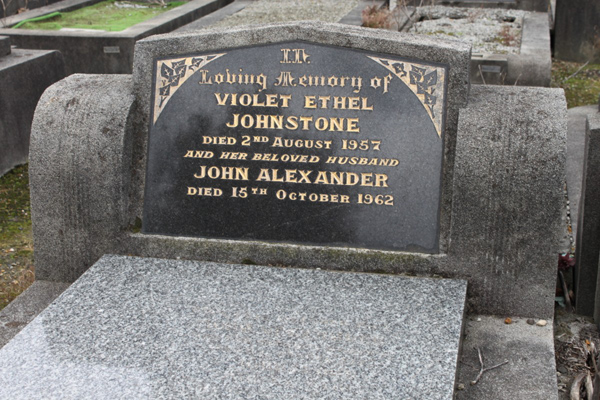 In
Loving Memory of
VIOLET ETHEL
JOHNSTONE
DIED 2ND AUGUST 1957
AND HER BELOVED HUSBAND
JOHN ALEXANDER
DIED 15TH OCTOBER 1962